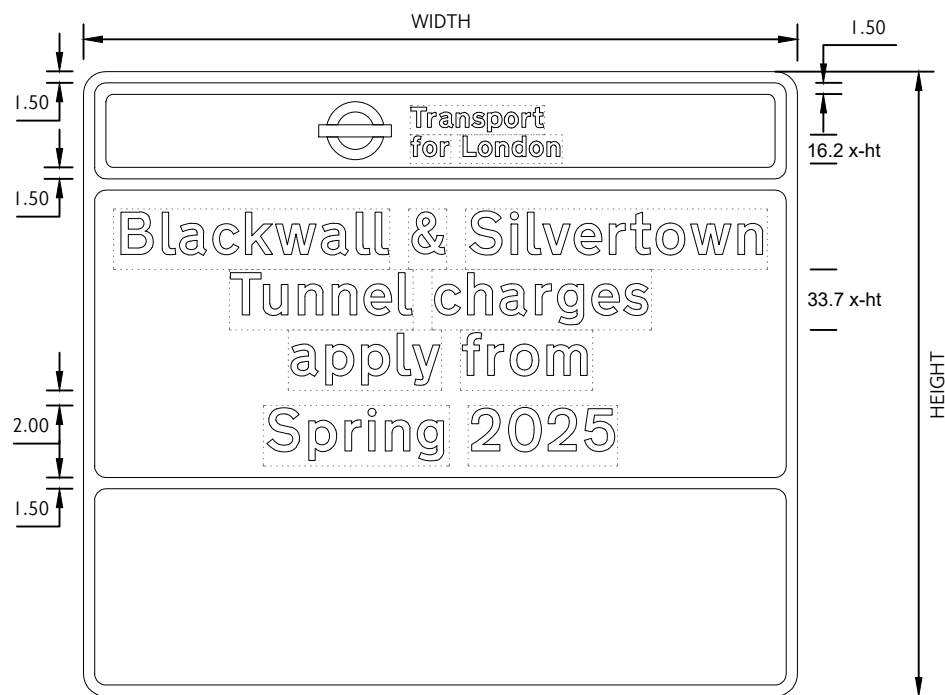 WIDTH
1.50
1.50
Transport
for London
16.2 x-ht
1.50
Blackwall & Silvertown
Tunnel charges
33.7 x-ht
apply from
HEIGHT
2.00
Spring 2025
1.50